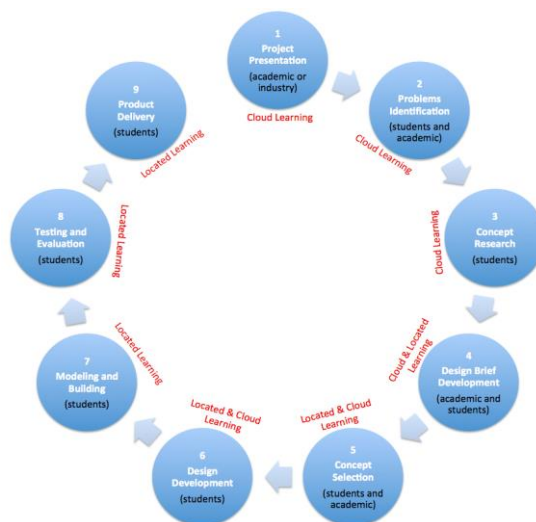 1
Project
Presentation
(academic or
industry)
Cloud Learning
2
Problems
Identification
(students and
academic)
Cloud Learning
3
Concept
Research
(students)
Cloud Learning
4
Design Brief
Development
(academic and
students)
Cloud & Located
Learning
5
Concept
Selection
(students and
academic)
Located & Cloud
Learning
6
Design
Development
(students)
Located & Cloud
Learning
7
Modeling and
Building
(students)
Located Learning
8
Testing and
Evaluation
(students)
Located Learning
9
Product
Delivery
(students)
Located Learning